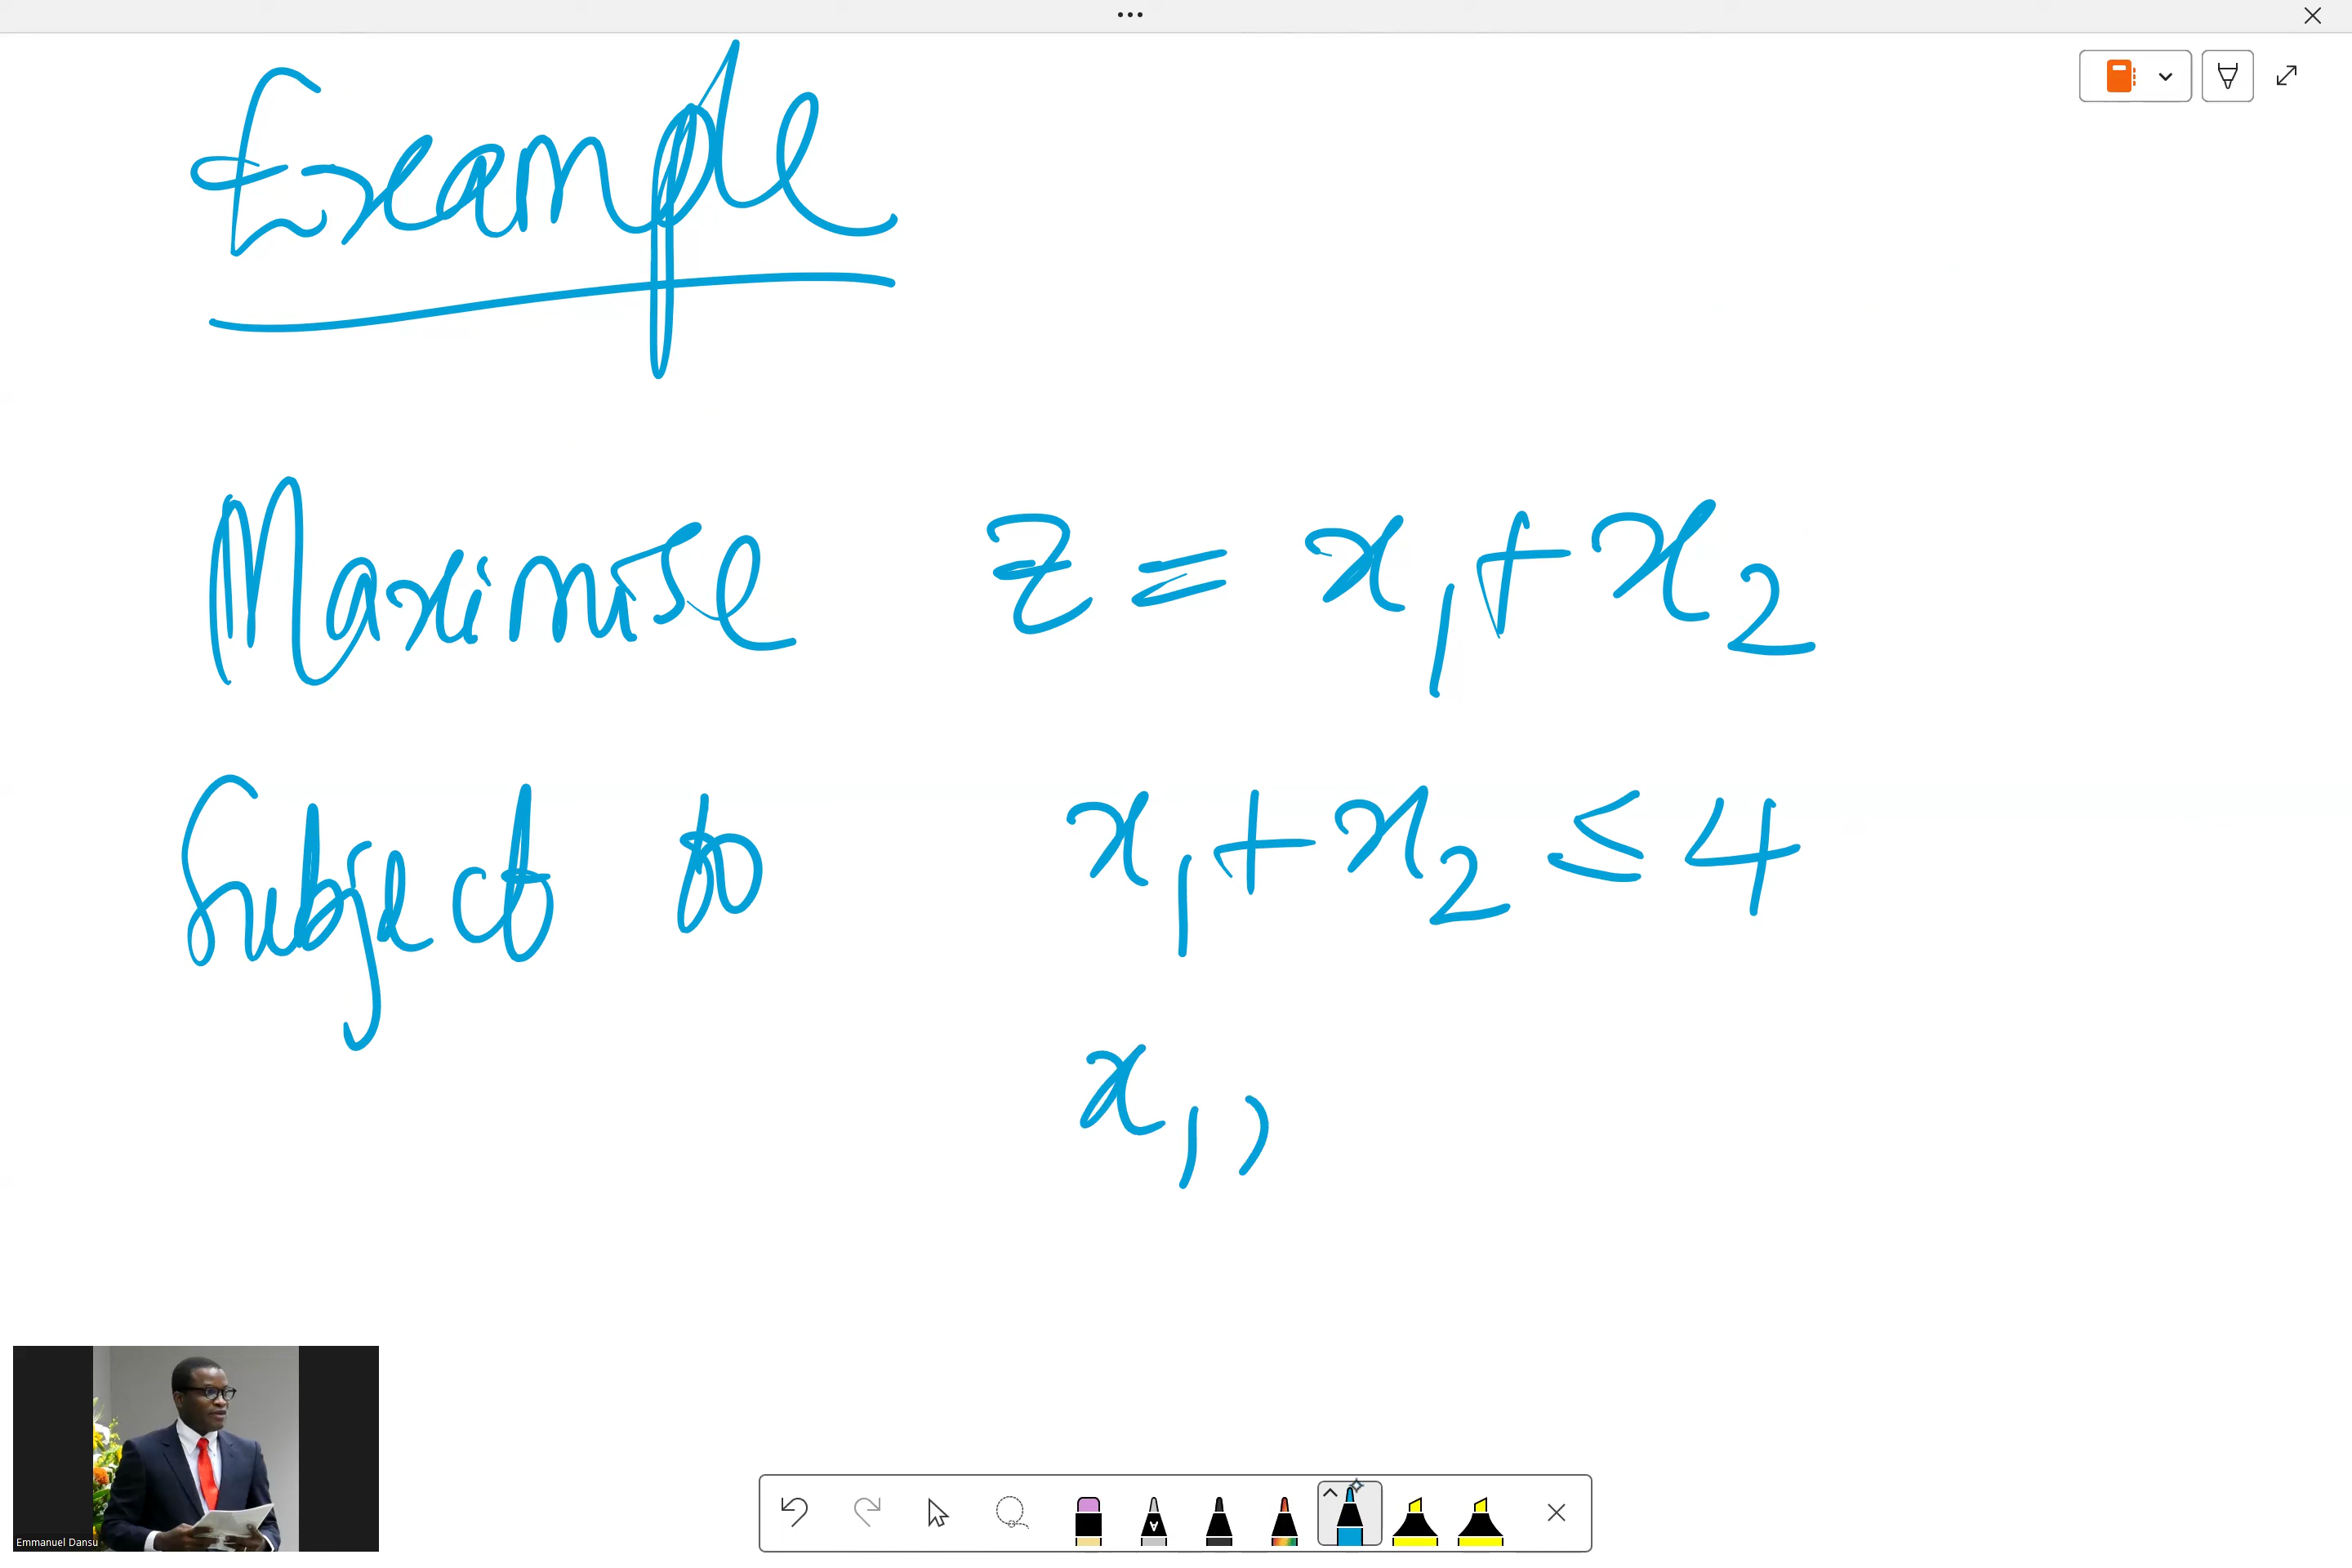 Example
Maximise Z = x₁ + x₂
Subject to x₁ + x₂ ≤ 4
x₁,
Emmanuel Dansu